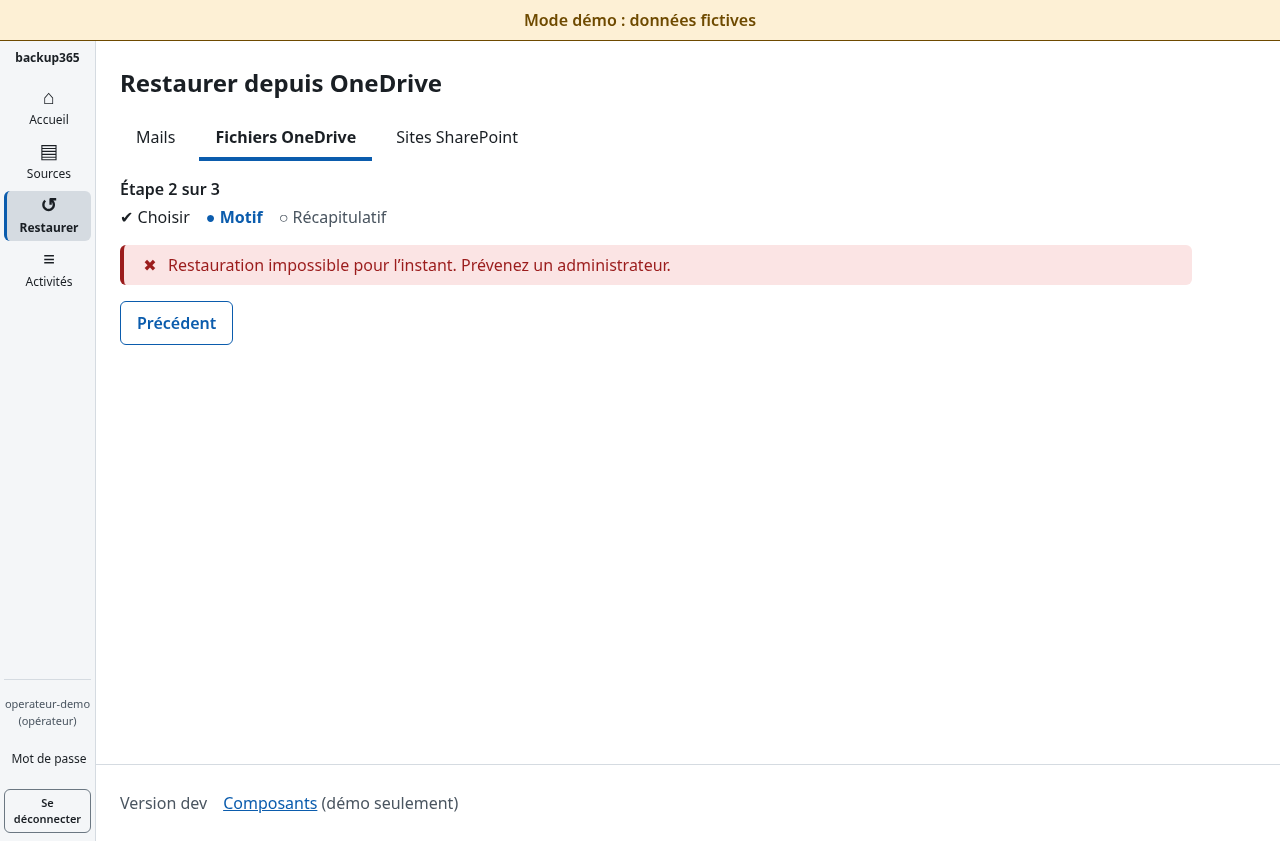 Mode démo : données fictives
backup365
⌂
Accueil
▤
Sources
↺
Restaurer
≡
Activités
operateur-demo
(opérateur)
Mot de passe
Se
déconnecter
Restaurer depuis OneDrive
Mails Fichiers OneDrive Sites SharePoint
Étape 2 sur 3
✔ Choisir ● Motif ○ Récapitulatif
✖ Restauration impossible pour l’instant. Prévenez un administrateur.
Précédent
Version dev Composants (démo seulement)